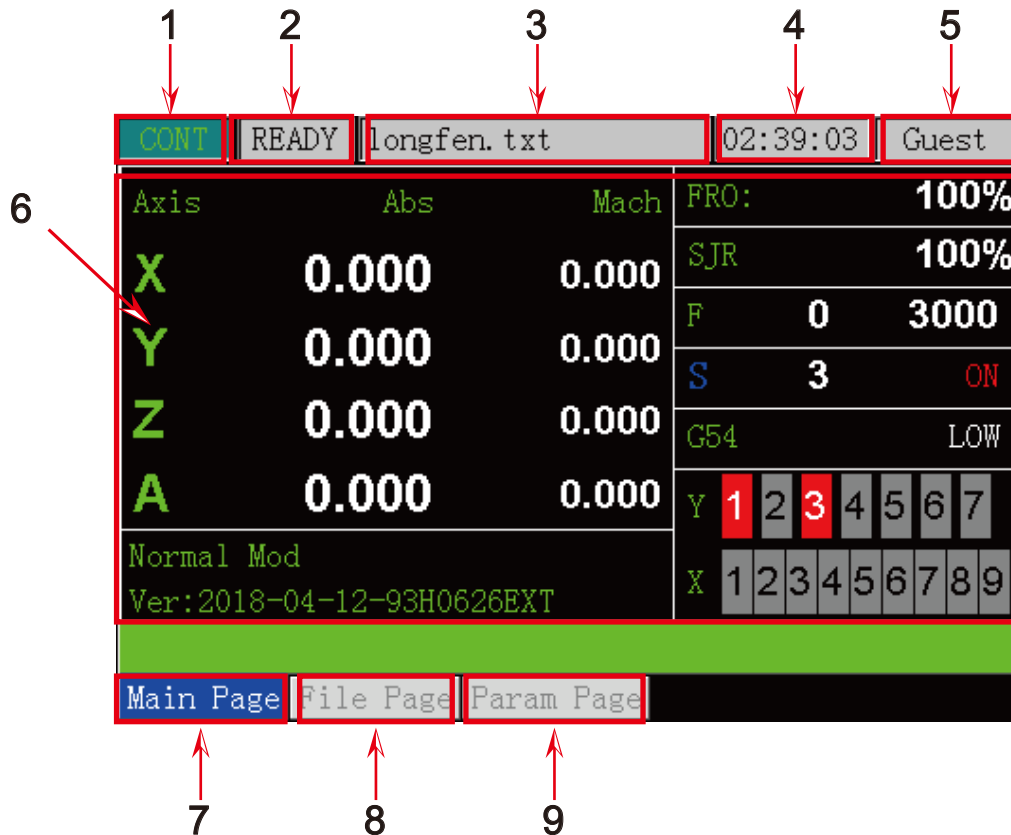 1 2 3 4 5
CONT READY longfen.txt 02:39:03 Guest
6
Axis Abs Mach
X 0.000 0.000
Y 0.000 0.000
Z 0.000 0.000
A 0.000 0.000
Normal Mod
Ver:2018-04-12-93H0626EXT
FRO: 100%
SJR 100%
F 0 3000
S 3 ON
G54 LOW
Y 1 2 3 4 5 6 7
X 1 2 3 4 5 6 7 8 9
Main Page File Page Param Page
7 8 9